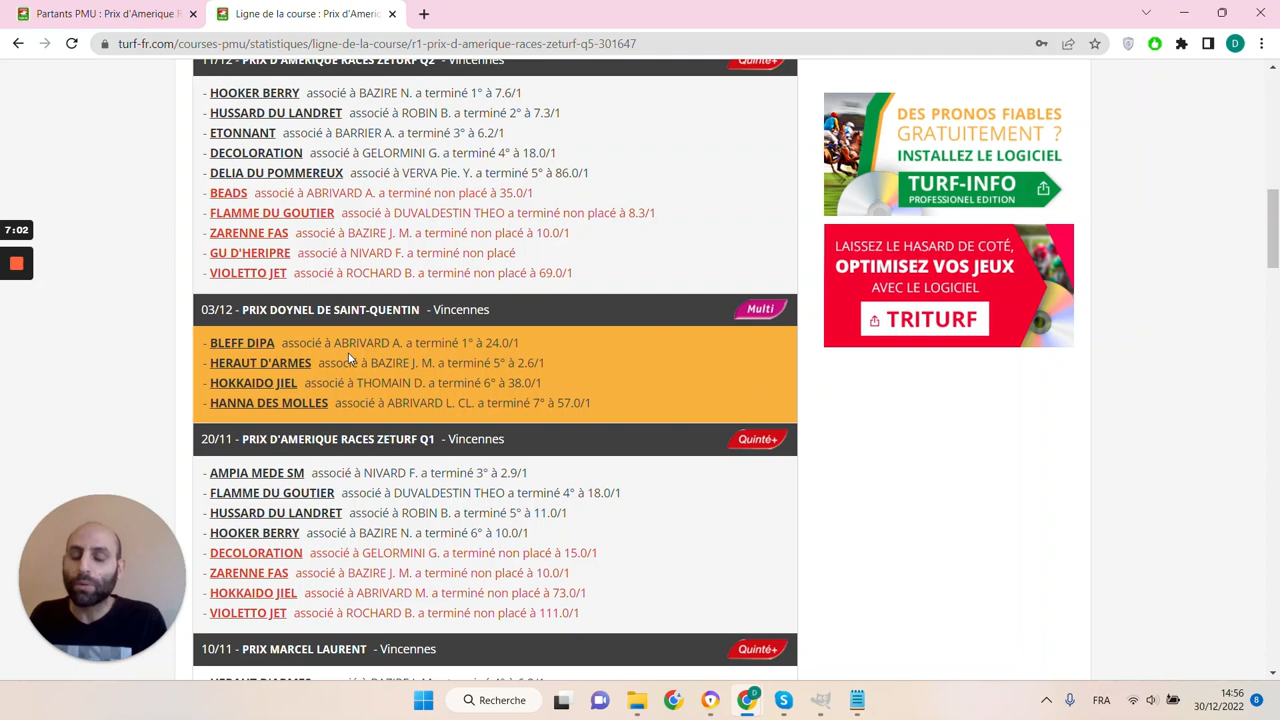 Partants PMU : Prix d'Amerique R
Ligne de la course : Prix d'Ameriq
turf-fr.com/courses-pmu/statistiques/ligne-de-la-course/r1-prix-d-amerique-races-zeturf-q5-301647
D
11/12 - PRIX D'AMERIQUE RACES ZETURF Q2 - Vincennes
Quinté+
- HOOKER BERRY associé à BAZIRE N. a terminé 1° à 7.6/1
- HUSSARD DU LANDRET associé à ROBIN B. a terminé 2° à 7.3/1
- ETONNANT associé à BARRIER A. a terminé 3° à 6.2/1
- DECOLORATION associé à GELORMINI G. a terminé 4° à 18.0/1
- DELIA DU POMMEREUX associé à VERVA Pie. Y. a terminé 5° à 86.0/1
- BEADS associé à ABRIVARD A. a terminé non placé à 35.0/1
- FLAMME DU GOUTIER associé à DUVALDESTIN THEO a terminé non placé à 8.3/1
- ZARENNE FAS associé à BAZIRE J. M. a terminé non placé à 10.0/1
- GU D'HERIPRE associé à NIVARD F. a terminé non placé
- VIOLETTO JET associé à ROCHARD B. a terminé non placé à 69.0/1
03/12 - PRIX DOYNEL DE SAINT-QUENTIN - Vincennes
Multi
- BLEFF DIPA associé à ABRIVARD A. a terminé 1° à 24.0/1
- HERAUT D'ARMES associé à BAZIRE J. M. a terminé 5° à 2.6/1
- HOKKAIDO JIEL associé à THOMAIN D. a terminé 6° à 38.0/1
- HANNA DES MOLLES associé à ABRIVARD L. CL. a terminé 7° à 57.0/1
20/11 - PRIX D'AMERIQUE RACES ZETURF Q1 - Vincennes
Quinté+
- AMPIA MEDE SM associé à NIVARD F. a terminé 3° à 2.9/1
- FLAMME DU GOUTIER associé à DUVALDESTIN THEO a terminé 4° à 18.0/1
- HUSSARD DU LANDRET associé à ROBIN B. a terminé 5° à 11.0/1
- HOOKER BERRY associé à BAZIRE N. a terminé 6° à 10.0/1
- DECOLORATION associé à GELORMINI G. a terminé non placé à 15.0/1
- ZARENNE FAS associé à BAZIRE J. M. a terminé non placé à 10.0/1
- HOKKAIDO JIEL associé à ABRIVARD M. a terminé non placé à 73.0/1
- VIOLETTO JET associé à ROCHARD B. a terminé non placé à 111.0/1
10/11 - PRIX MARCEL LAURENT - Vincennes
Quinté+
DES PRONOS FIABLES
GRATUITEMENT ?
INSTALLEZ LE LOGICIEL
TURF-INFO
PROFESIONNEL EDITION
LAISSEZ LE HASARD DE COTÉ,
OPTIMISEZ VOS JEUX
AVEC LE LOGICIEL
TRITURF
7:02
Recherche
D
FRA
14:56
30/12/2022
8